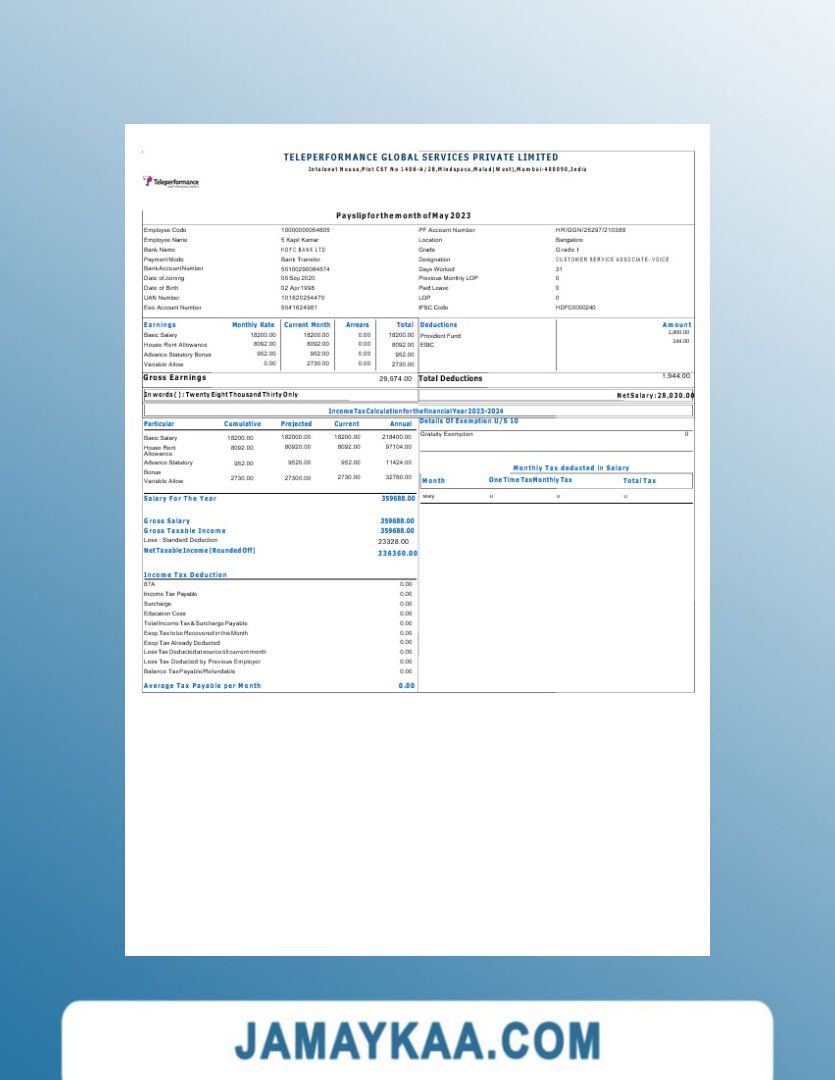 TELEPERFORMANCE GLOBAL SERVICES PRIVATE LIMITED
Intelenet House,Plot CST No 1406-A/28,Mindspace,Malad(West),Mumbai-400090,India
Teleperformance
Payslip for the month of May 2023
Employee Code 10000000054605 PF Account Number HR/GGN/25297/210388
Employee Name S Kapil Kumar Location Bangalore
Bank Name HDFC BANK LTD Grade Grade I
Payment Mode Bank Transfer Designation CUSTOMER SERVICE ASSOCIATE- VOICE
Bank Account Number 50100290084574 Days Worked 31
Date of Joining 05 Sep 2020 Previous Monthly LOP 0
Date of Birth 02 Apr 1998 Paid Leave 0
UAN Number 101620254470 LOP 0
Esic Account Number 5041624981 IFSC Code HDFC0000240
Earnings Monthly Rate Current Month Arrears Total Deductions Amount
Basic Salary 18200.00 18200.00 0.00 18200.00 Provident Fund 1,800.00
House Rent Allowance 8092.00 8092.00 0.00 8092.00 ESIC 144.00
Advance Statutory Bonus 952.00 952.00 0.00 952.00
Variable Allow 0.00 2730.00 0.00 2730.00
Gross Earnings 29,974.00 Total Deductions 1,944.00
In words ( ) : Twenty Eight Thousand Thirty Only Net Salary: 28,030.00
Income Tax Calculation for the financial Year 2023-2024
Particular Cumulative Projected Current Annual Details Of Exemption U/S 10
Basic Salary 18200.00 182000.00 18200.00 218400.00 Gratuity Exemption 0
House Rent Allowance 8092.00 80920.00 8092.00 97104.00
Advance Statutory Bonus 952.00 9520.00 952.00 11424.00
Variable Allow 2730.00 27300.00 2730.00 32760.00
Monthly Tax deducted in Salary
Month One Time Tax Monthly Tax Total Tax
May 0 0 0
Salary For The Year 359688.00
Gross Salary 359688.00
Gross Taxable Income 359688.00
Less : Standard Deduction 23328.00
Net Taxable Income (Rounded Off) 336360.00
Income Tax Deduction
87A 0.00
Income Tax Payable 0.00
Surcharge 0.00
Education Cess 0.00
Total Income Tax & Surcharge Payable 0.00
Esop Tax to be Recovered in the Month 0.00
Esop Tax Already Deducted 0.00
Less Tax Deducted at source till current month 0.00
Less Tax Deducted by Previous Employer 0.00
Balance Tax Payable/Refundable 0.00
Average Tax Payable per Month 0.00
JAMAYKAA.COM